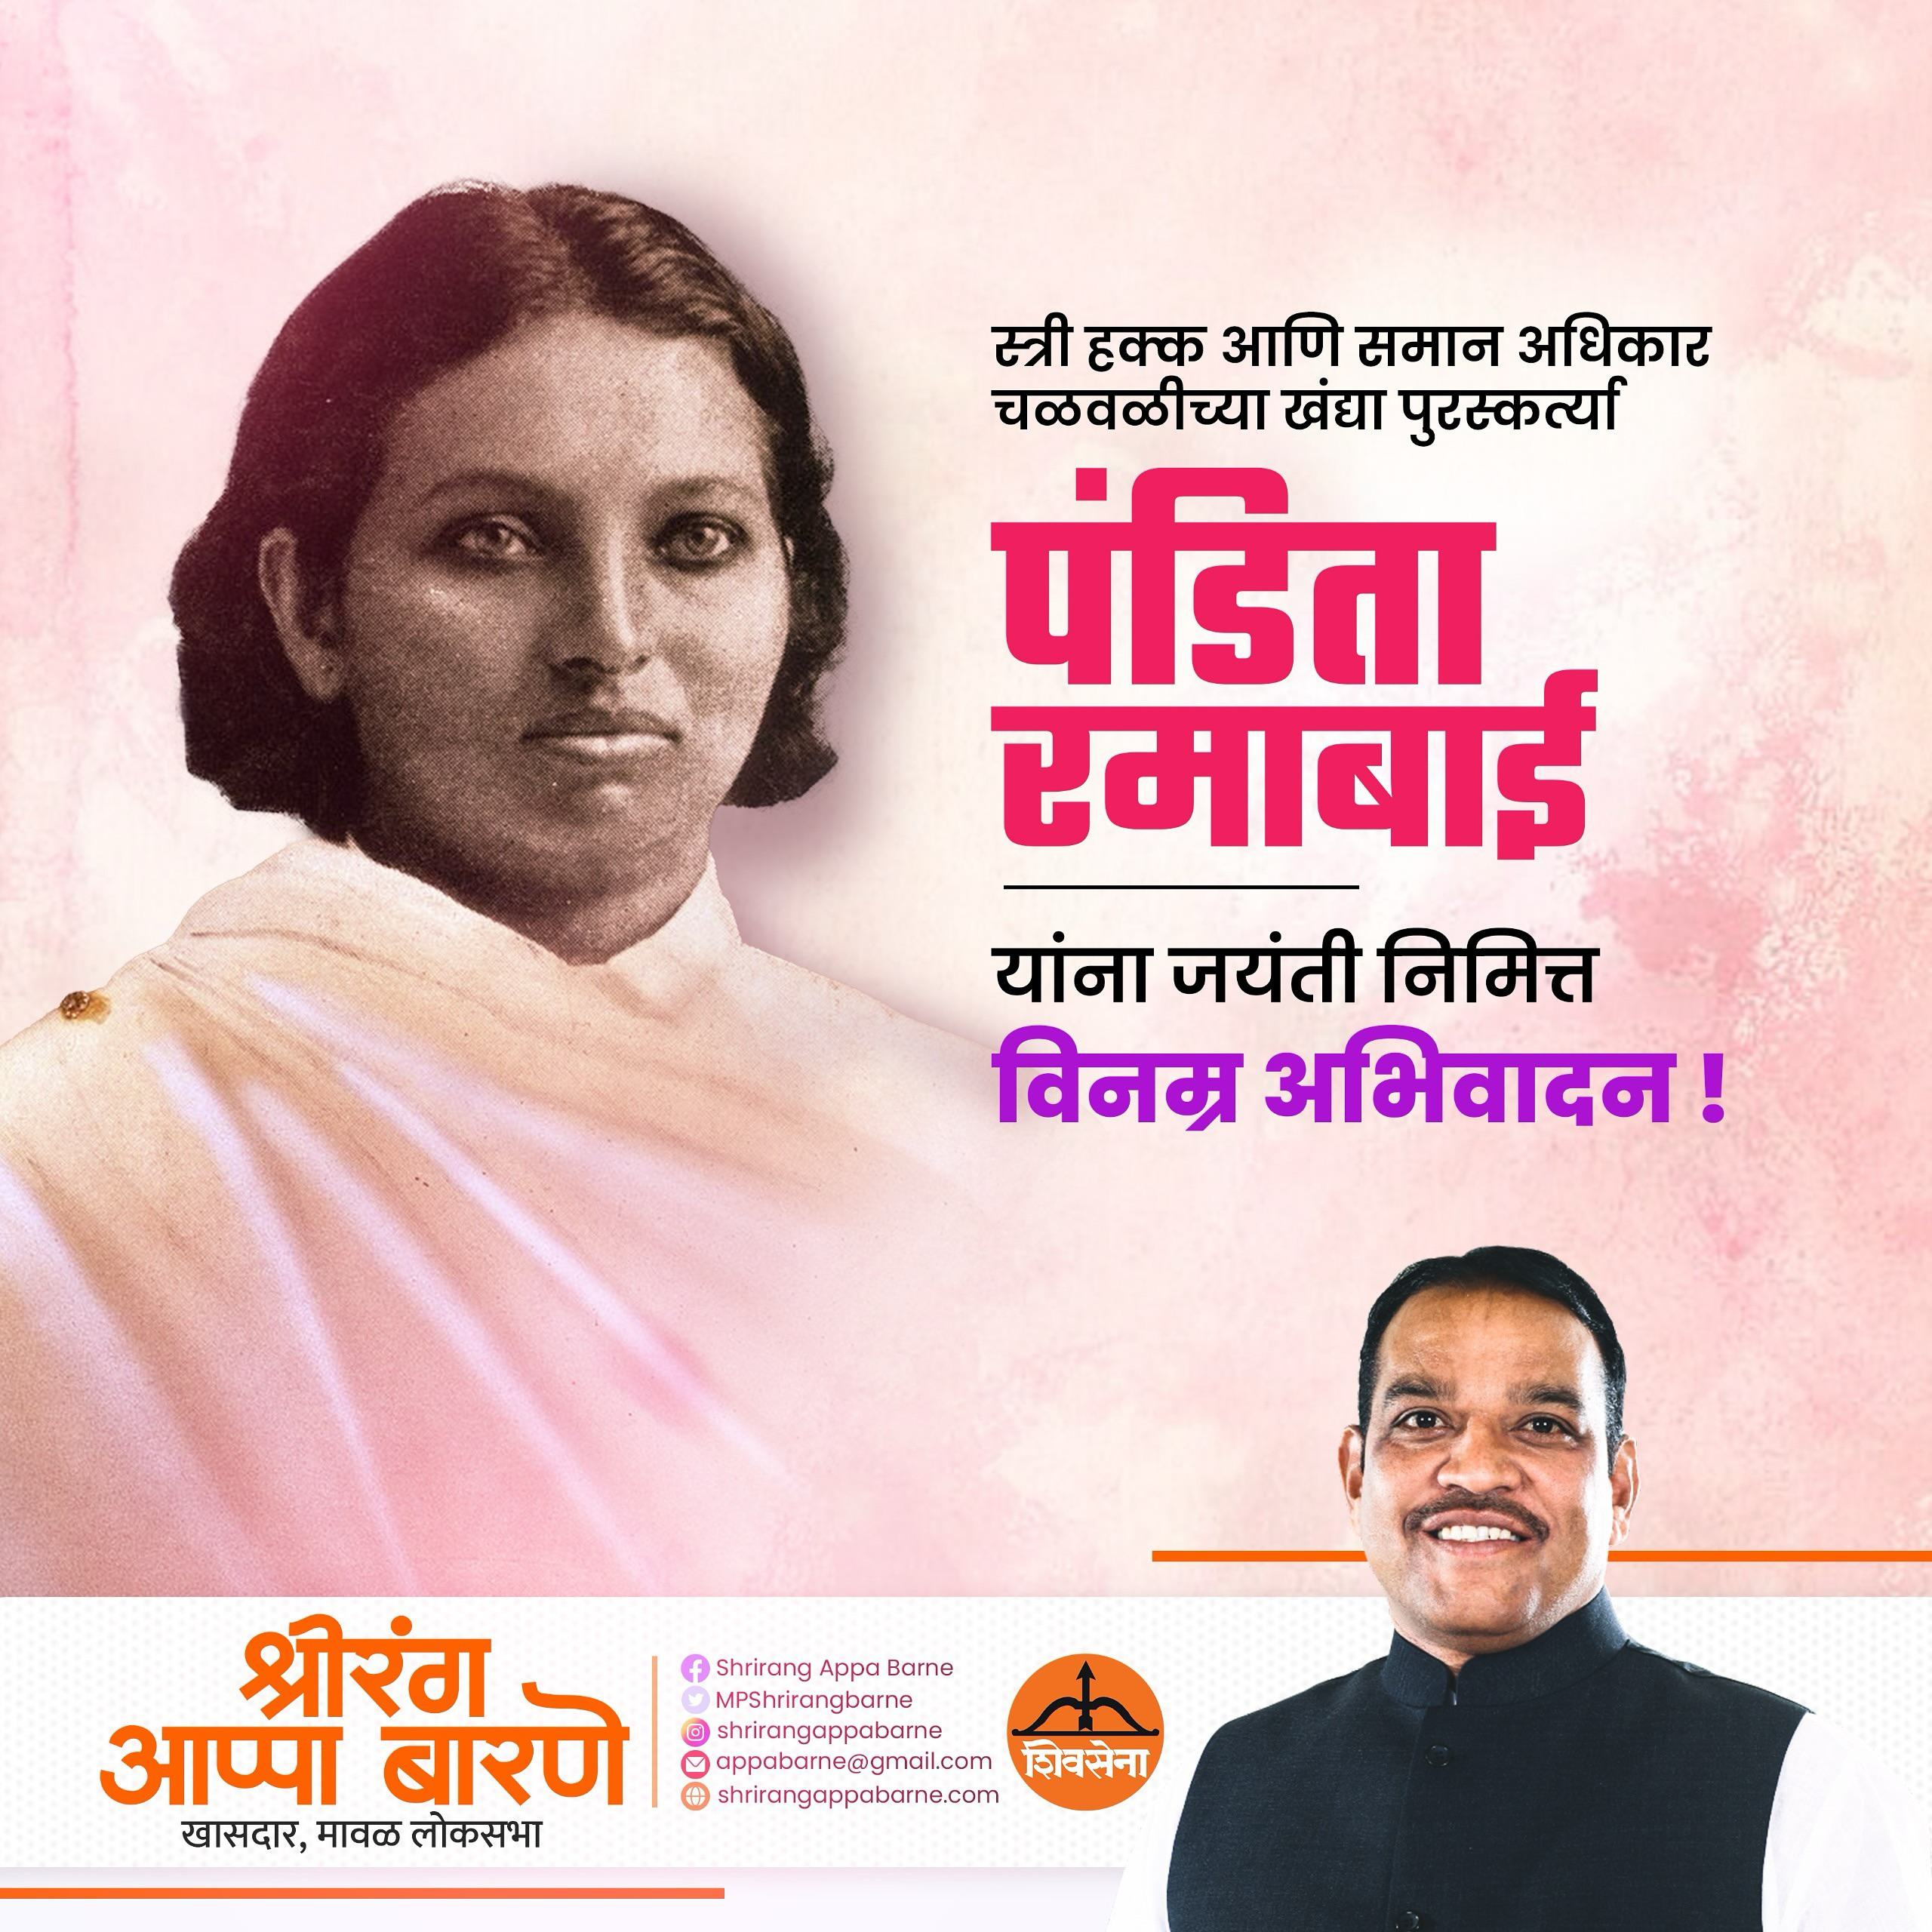 स्त्री हक्क आणि समान अधिकार
चळवळीच्या खंद्या पुरस्कर्त्या
पंडिता
रमाबाई
यांना जयंती निमित्त
विनम्र अभिवादन !
श्रीरंग
आप्पा बारणे
खासदार, मावळ लोकसभा
Shrirang Appa Barne
MPShrirangbarne
shrirangappabarne
appabarne@gmail.com
shrirangappabarne.com
शिवसेना